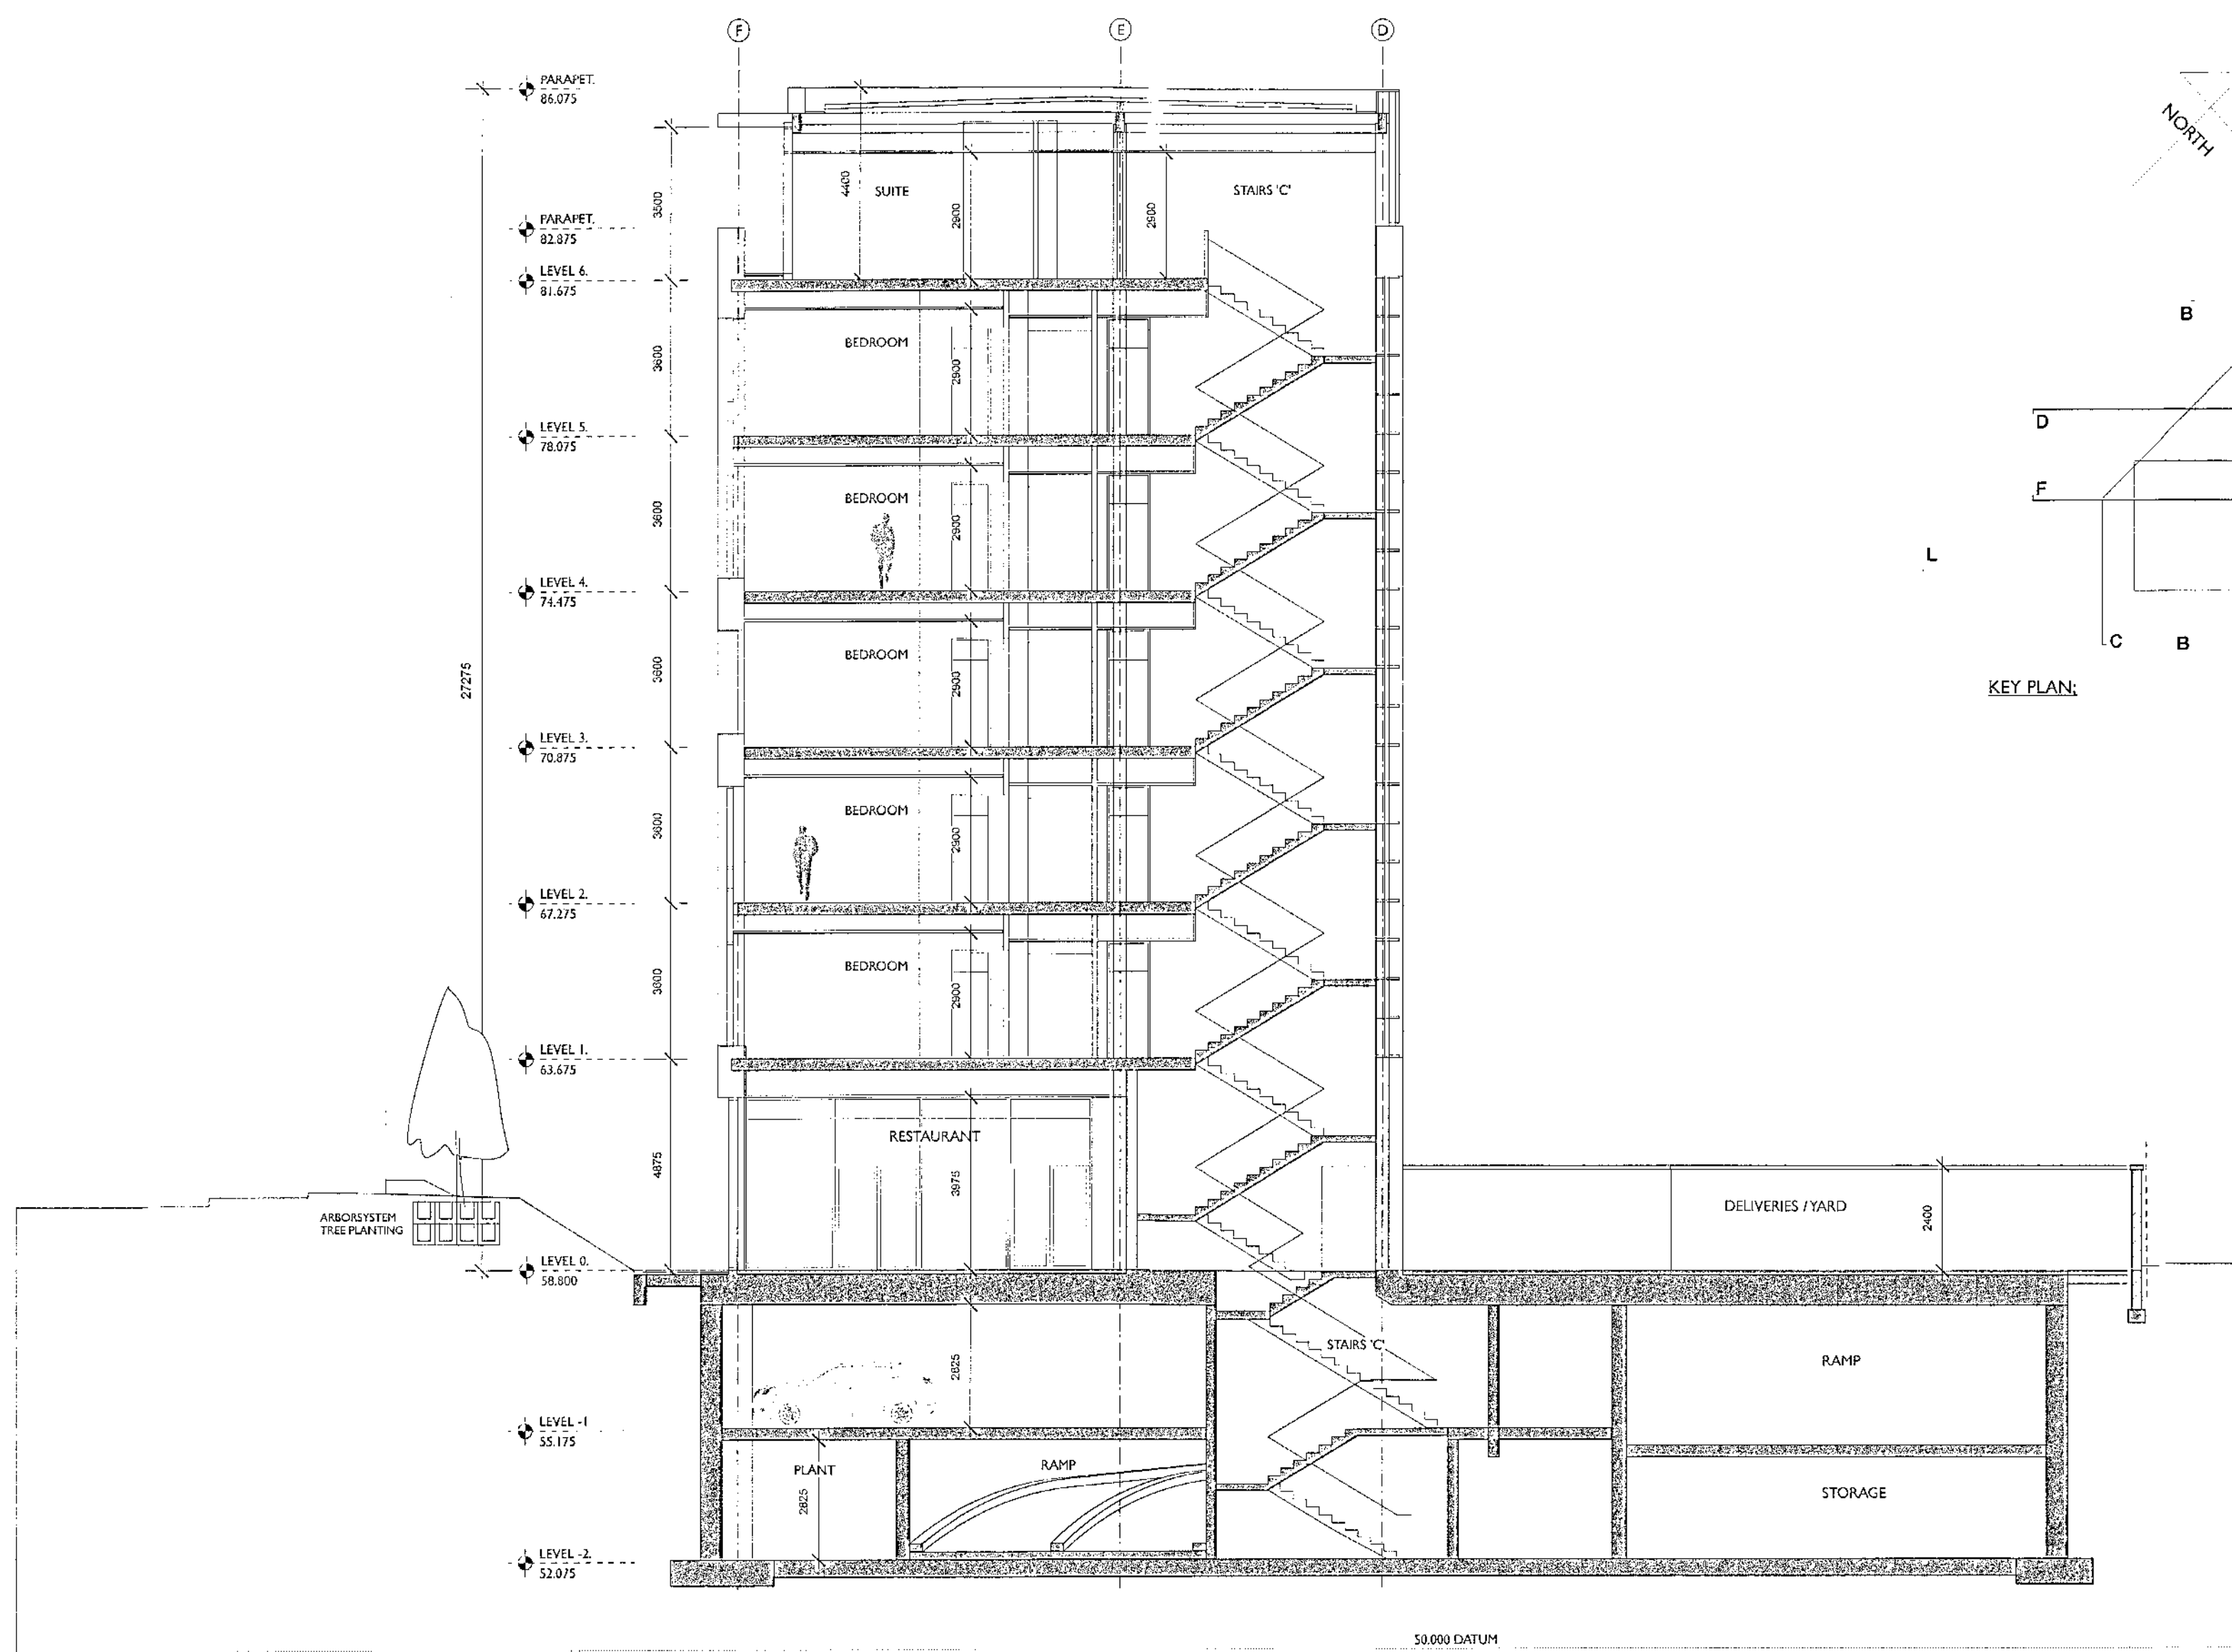 F
E
D
PARAPET.
86.075
NORTH
4400
SUITE
2900
2900
STAIRS 'C'
3500
PARAPET.
82.875
LEVEL 6.
81.675
B
BEDROOM
3600
2900
LEVEL 5.
78.075
D
F
BEDROOM
3600
2900
L
LEVEL 4.
74.475
BEDROOM
3600
2900
C
B
KEY PLAN;
27275
LEVEL 3.
70.875
BEDROOM
3600
2900
LEVEL 2.
67.275
BEDROOM
3600
2900
LEVEL 1.
63.675
RESTAURANT
4875
3975
ARBORSYSTEM
TREE PLANTING
DELIVERIES / YARD
2400
LEVEL 0.
58.800
STAIRS 'C'
2825
RAMP
LEVEL -1
55.175
PLANT
RAMP
2825
STORAGE
LEVEL -2.
52.075
50.000 DATUM